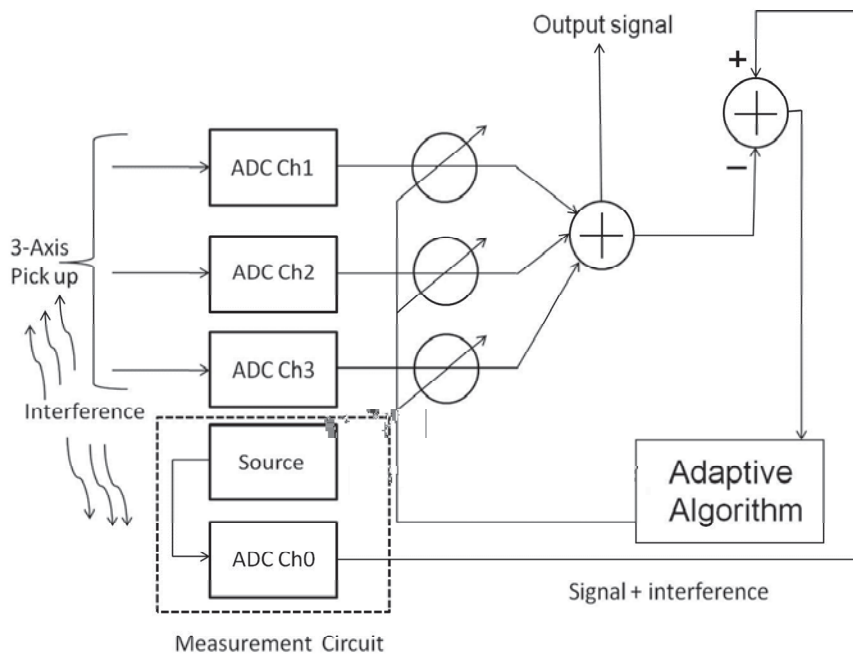 Output signal
+
−
ADC Ch1
3-Axis
Pick up
ADC Ch2
ADC Ch3
Interference
Source
Adaptive
Algorithm
ADC Ch0
Signal + interference
Measurement Circuit